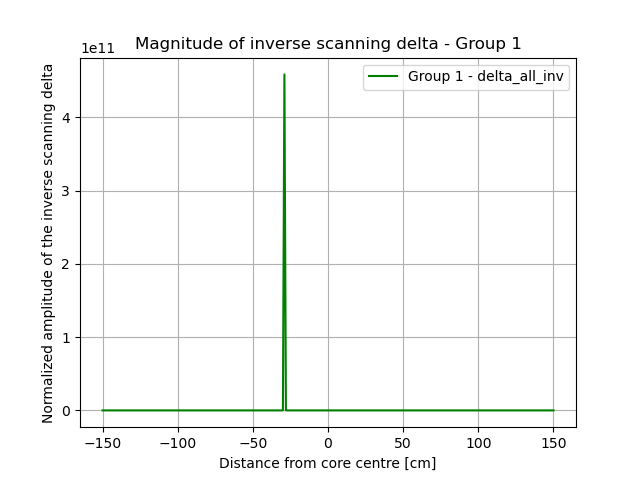 Magnitude of inverse scanning delta - Group 1
1e11
Group 1 - delta_all_inv
Normalized amplitude of the inverse scanning delta
4
3
2
1
0
−150
−100
−50
0
50
100
150
Distance from core centre [cm]